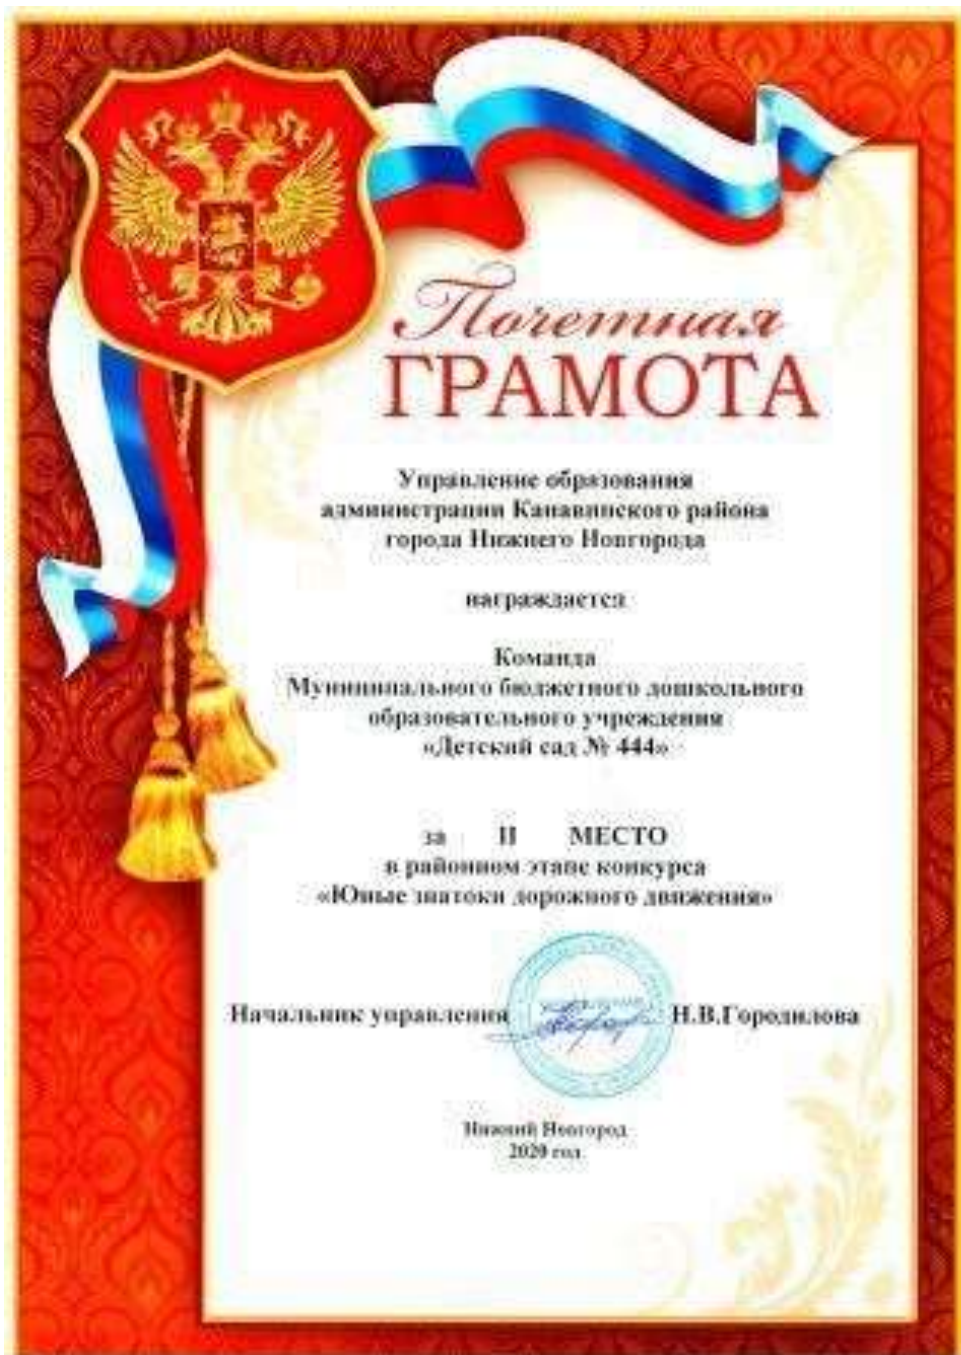 Почетная
ГРАМОТА
Управление образования
администрации Канавинского района
города Нижнего Новгорода
награждается
Команда
Муниципального бюджетного дошкольного
образовательного учреждения
«Детский сад № 444»
за II МЕСТО
в районном этапе конкурса
«Юные знатоки дорожного движения»
Начальник управления Н.В.Городилова
Нижний Новгород
2020 год